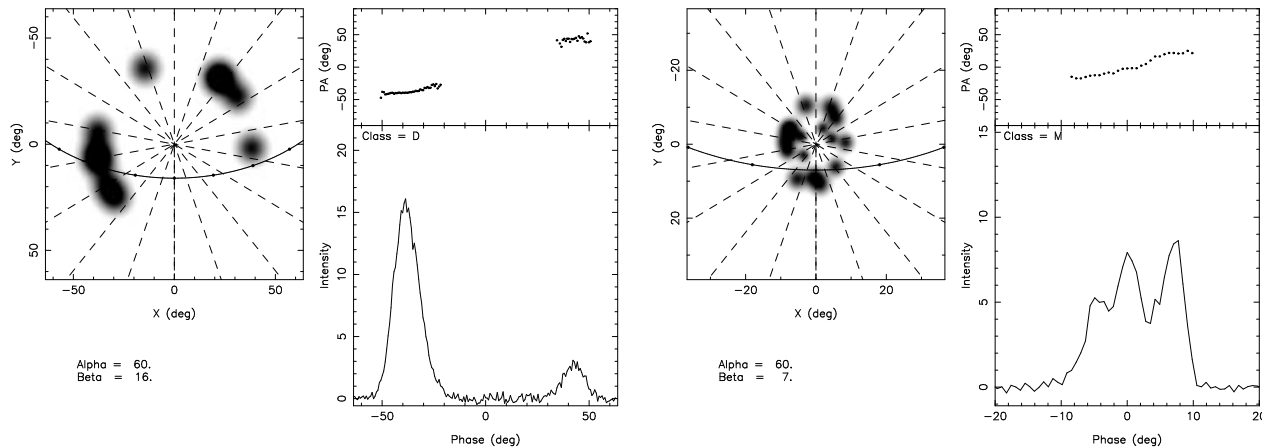 −50
0
50
Y (deg)
−50
0
50
X (deg)
Alpha = 60.
Beta = 16.
50
0
−50
PA (deg)
Class = D
20
15
10
5
0
Intensity
−50
0
50
Phase (deg)
−20
0
20
Y (deg)
−20
0
20
X (deg)
Alpha = 60.
Beta = 7.
50
0
−50
PA (deg)
15
Class = M
10
5
0
Intensity
−20
−10
0
10
20
Phase (deg)